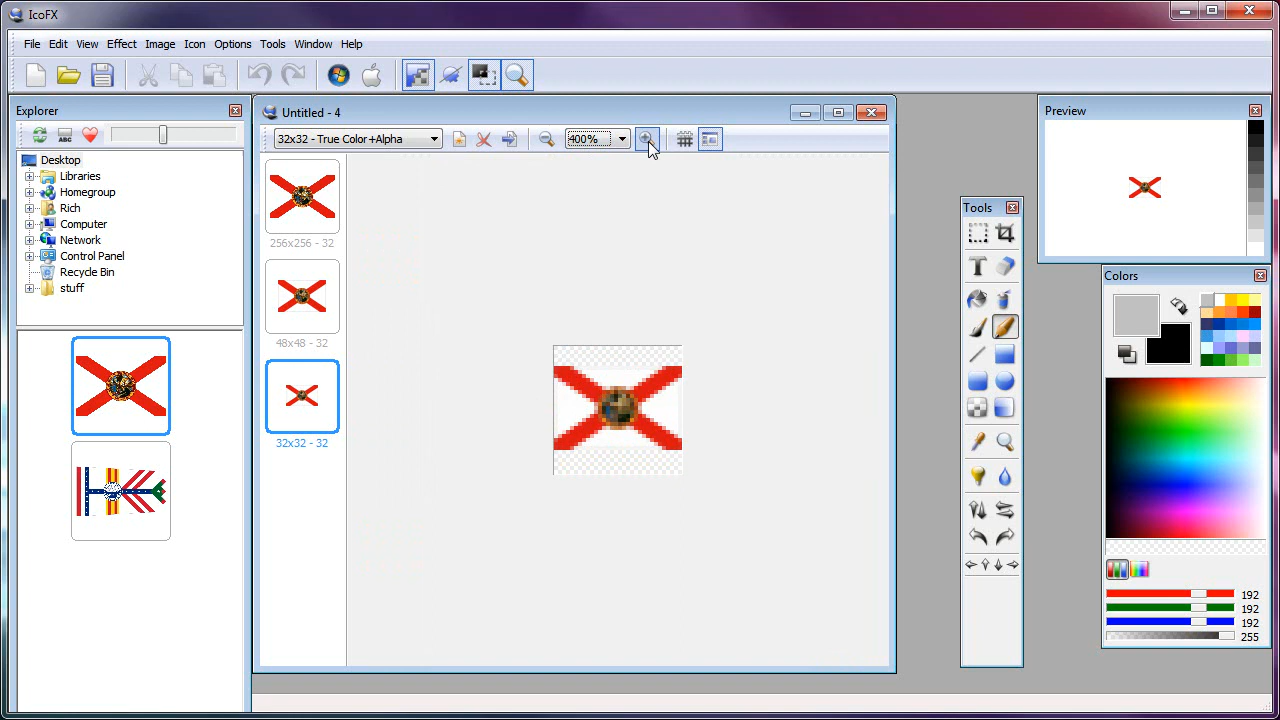 IcoFX
File Edit View Effect Image Icon Options Tools Window Help
Explorer
ABC
Desktop
Libraries
Homegroup
Rich
Computer
Network
Control Panel
Recycle Bin
stuff
Untitled - 4
32x32 - True Color+Alpha
400%
256x256 - 32
48x48 - 32
32x32 - 32
Tools
T
Preview
Colors
192
192
192
255